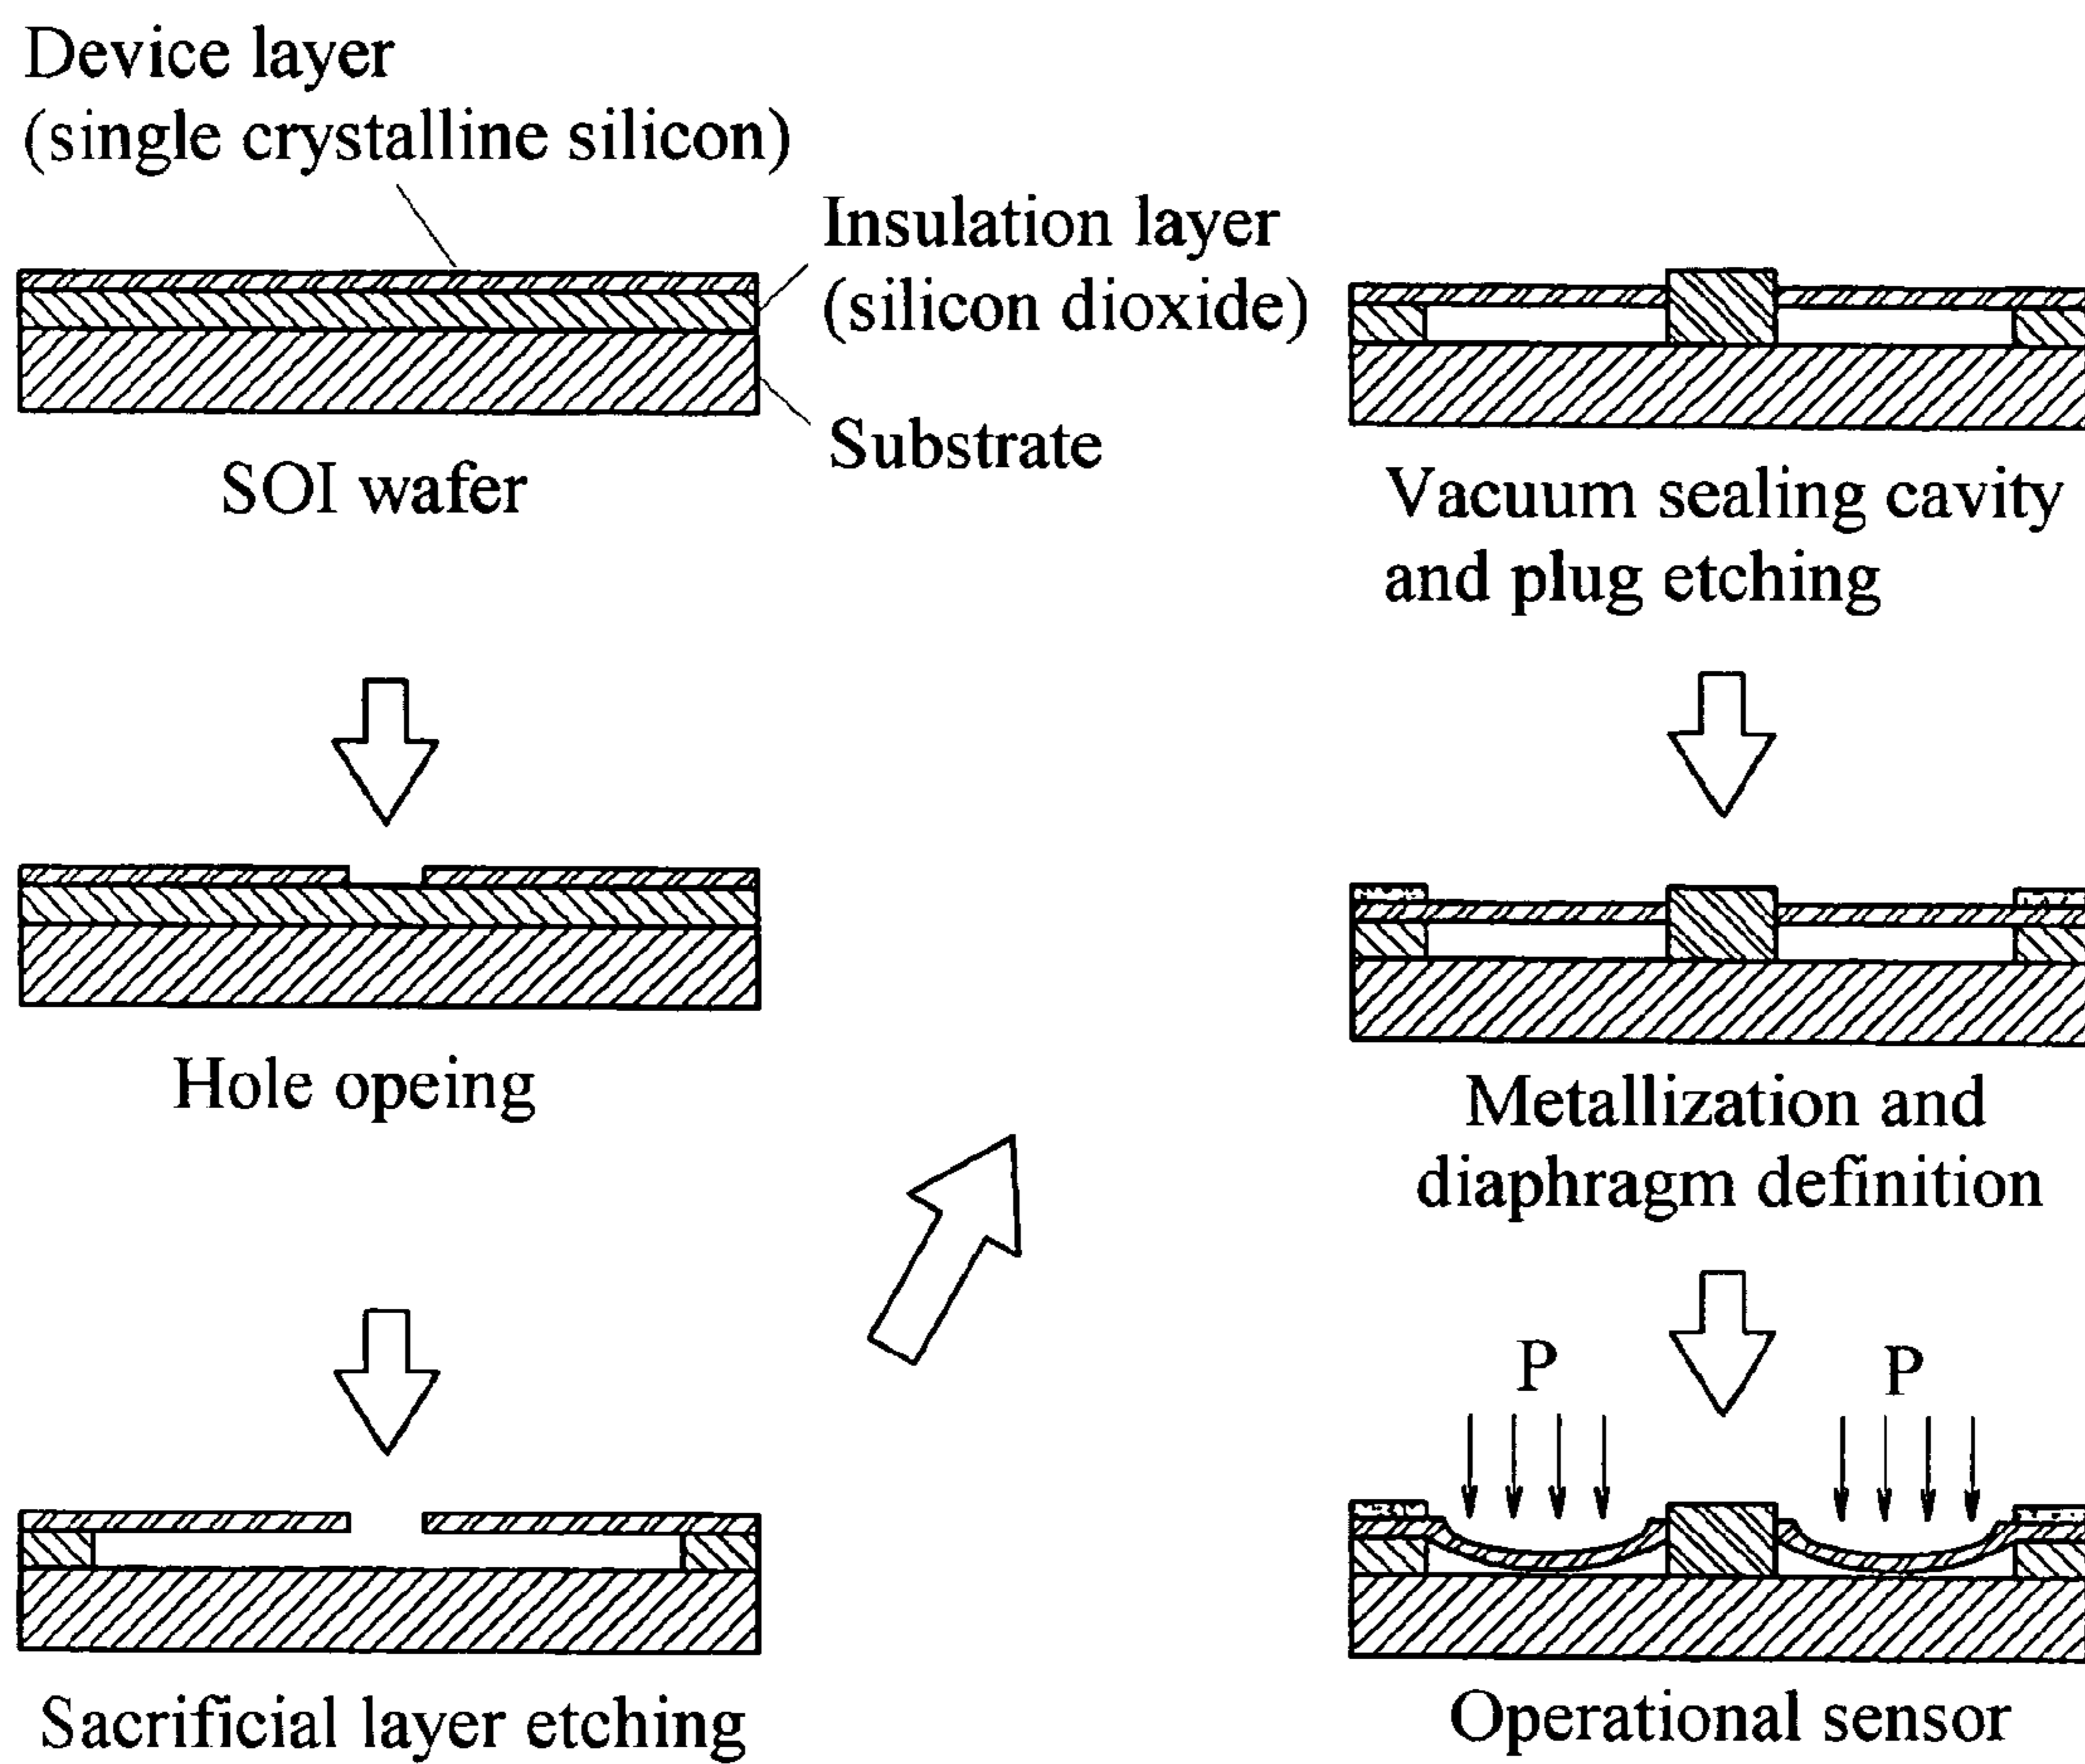 Device layer
(single crystalline silicon)
Insulation layer
(silicon dioxide)
Substrate
SOI wafer
Hole opeing
Sacrificial layer etching
Vacuum sealing cavity
and plug etching
Metallization and
diaphragm definition
P P
Operational sensor